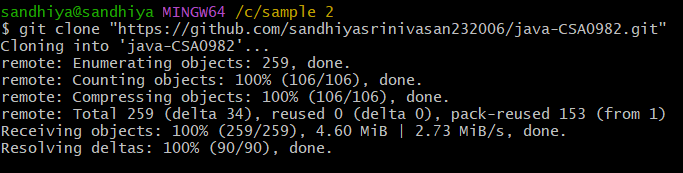 sandhiya@sandhiya MINGW64 /c/sample 2
$ git clone "https://github.com/sandhiyasrinivasan232006/java-CSA0982.git"
Cloning into 'java-CSA0982'...
remote: Enumerating objects: 259, done.
remote: Counting objects: 100% (106/106), done.
remote: Compressing objects: 100% (106/106), done.
remote: Total 259 (delta 34), reused 0 (delta 0), pack-reused 153 (from 1)
Receiving objects: 100% (259/259), 4.60 MiB | 2.73 MiB/s, done.
Resolving deltas: 100% (90/90), done.